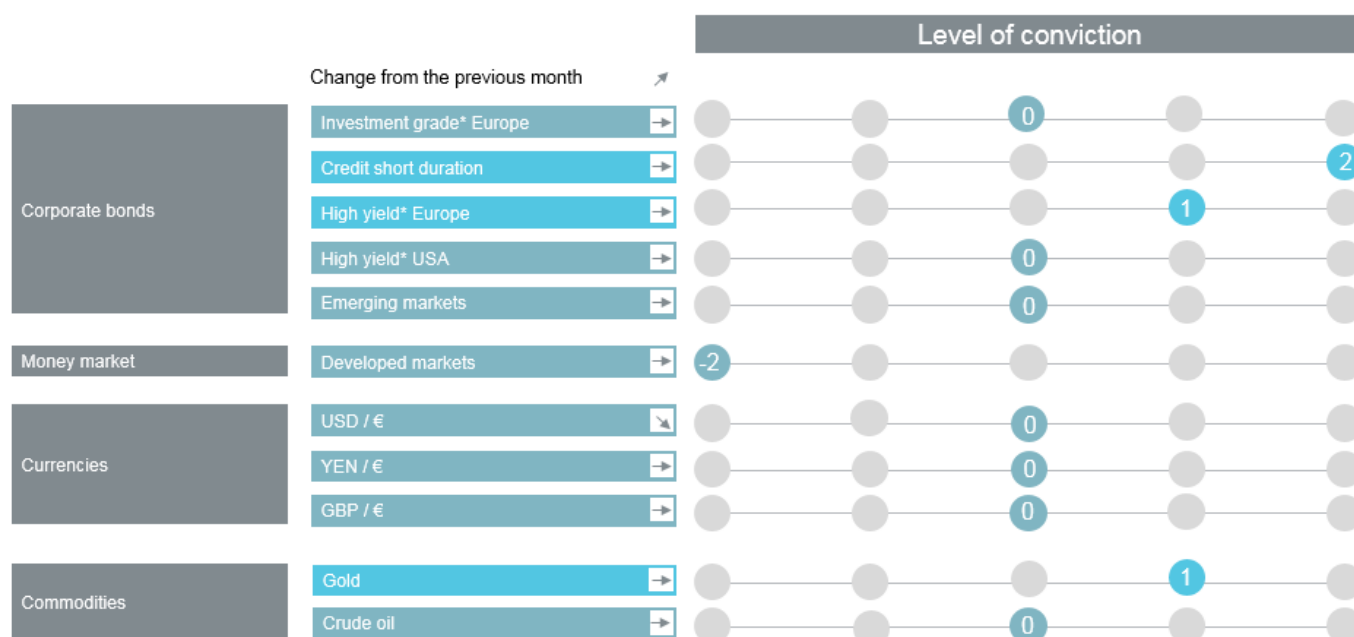 Level of conviction
Change from the previous month
Corporate bonds
Investment grade* Europe
0
Credit short duration
2
High yield* Europe
1
High yield* USA
0
Emerging markets
0
Money market
Developed markets
-2
Currencies
USD / €
0
YEN / €
0
GBP / €
0
Commodities
Gold
1
Crude oil
0